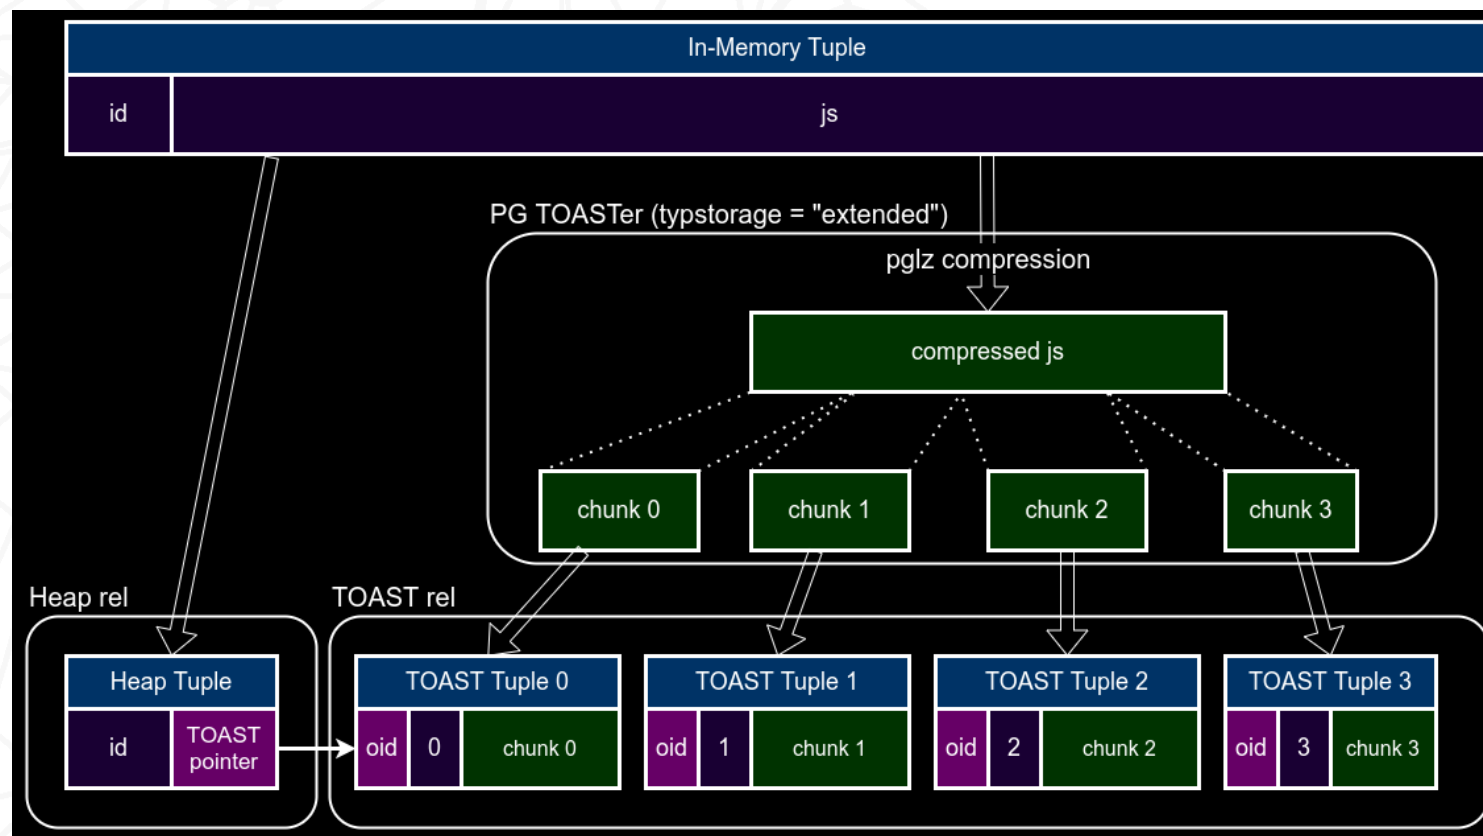 In-Memory Tuple
id
js
PG TOASTer (typstorage = "extended")
pglz compression
compressed js
chunk 0
chunk 1
chunk 2
chunk 3
Heap rel
TOAST rel
Heap Tuple
TOAST Tuple 0
TOAST Tuple 1
TOAST Tuple 2
TOAST Tuple 3
id
TOAST
pointer
oid
0
chunk 0
oid
1
chunk 1
oid
2
chunk 2
oid
3
chunk 3